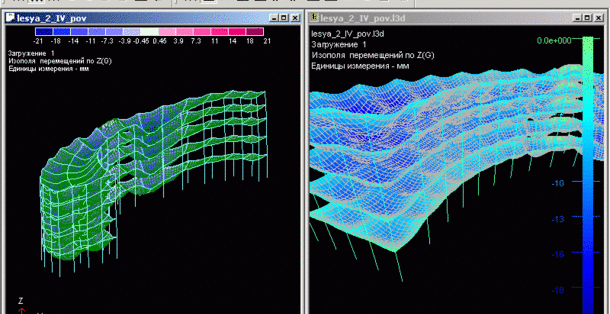 lesya_2_IV_pov
-21 -18 -14 -11 -7.3 -3.9 -0.45 0.45 3.9 7.3 11 14 18 21
Загружение 1
Изополя перемещений по Z(G)
Единицы измерения - мм
Z
lesya_2_IV_pov.l3d
lesya_2_IV_pov.l3d
Загружение 1
Изополя перемещений по Z(G)
Единицы измерения - мм
0.0e+000
-10
-13
-16